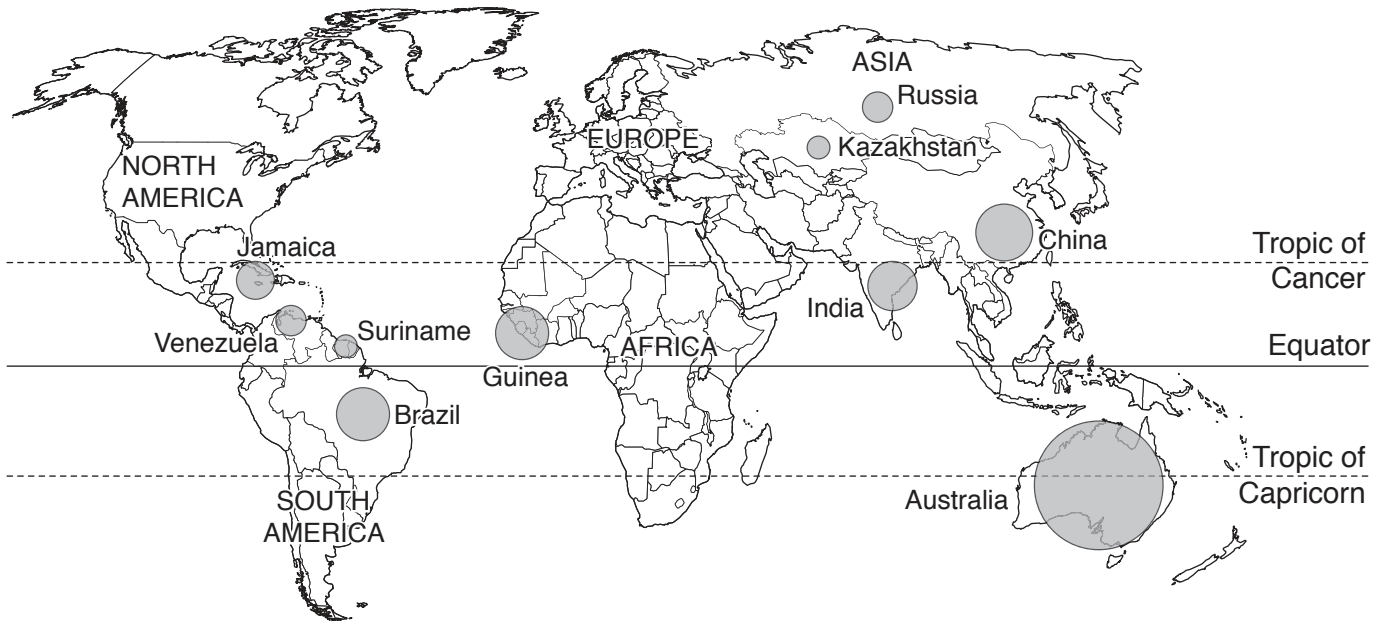 ASIA
Russia
EUROPE
Kazakhstan
NORTH
AMERICA
Jamaica
China
Tropic of
Cancer
India
Venezuela
Suriname
AFRICA
Equator
Guinea
Brazil
Tropic of
Capricorn
Australia
SOUTH
AMERICA